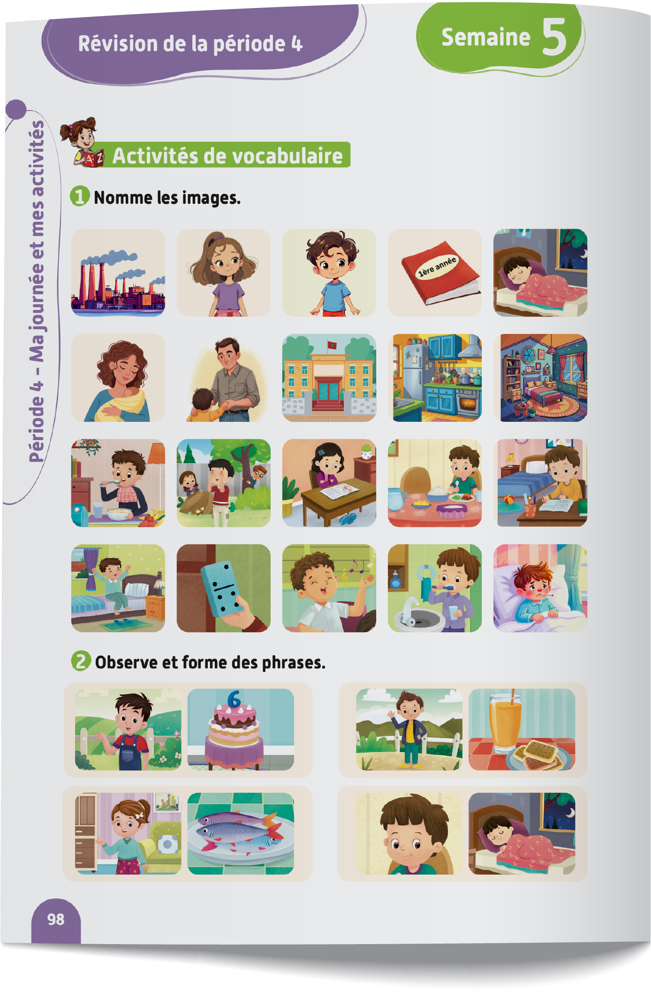 Révision de la période 4
Semaine 5
Période 4 – Ma journée et mes activités
A Z
Activités de vocabulaire
1 Nomme les images.
1ère année
2 Observe et forme des phrases.
6
98